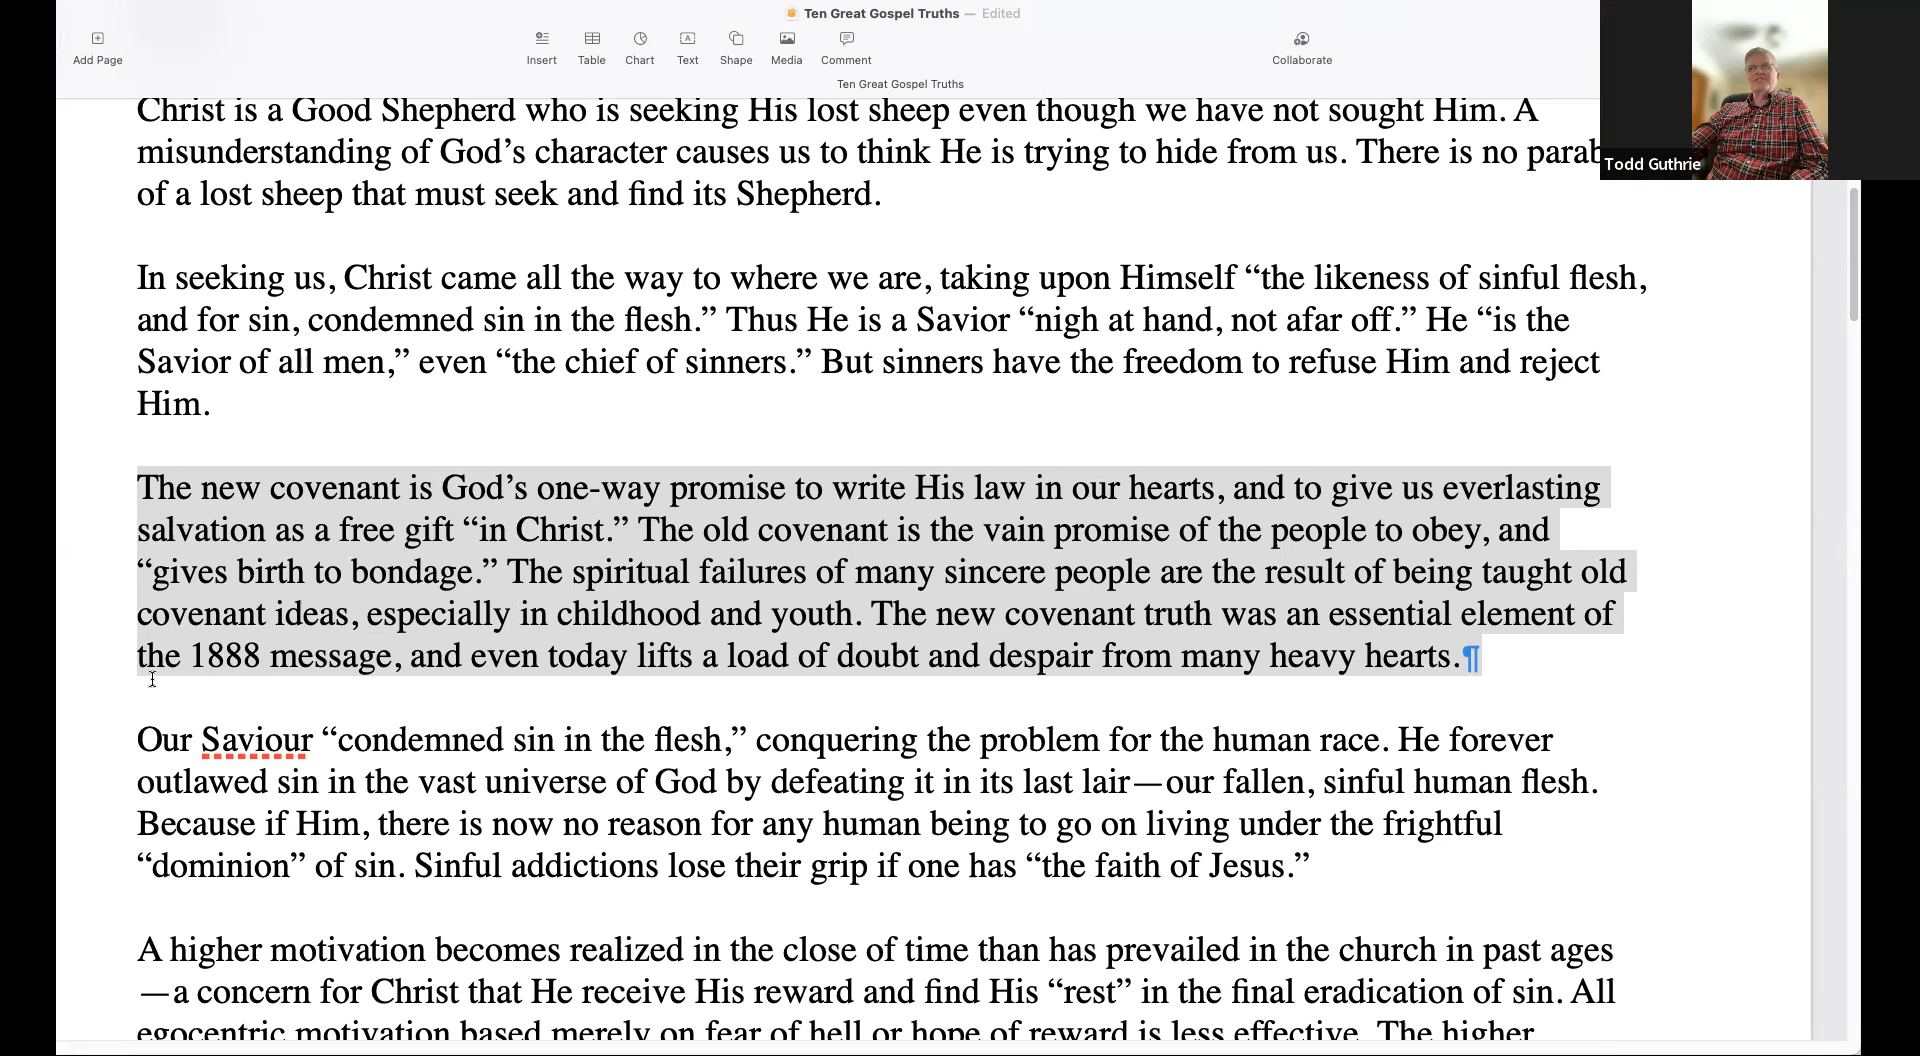 Ten Great Gospel Truths — Edited
Add Page
Insert
Table
Chart
Text
Shape
Media
Comment
Collaborate
Ten Great Gospel Truths
Todd Guthrie
Christ is a Good Shepherd who is seeking His lost sheep even though we have not sought Him. A
misunderstanding of God’s character causes us to think He is trying to hide from us. There is no
of a lost sheep that must seek and find its Shepherd.
In seeking us, Christ came all the way to where we are, taking upon Himself “the likeness of sinful flesh,
and for sin, condemned sin in the flesh.” Thus He is a Savior “nigh at hand, not afar off.” He “is the
Savior of all men,” even “the chief of sinners.” But sinners have the freedom to refuse Him and reject
Him.
The new covenant is God’s one-way promise to write His law in our hearts, and to give us everlasting
salvation as a free gift “in Christ.” The old covenant is the vain promise of the people to obey, and
“gives birth to bondage.” The spiritual failures of many sincere people are the result of being taught old
covenant ideas, especially in childhood and youth. The new covenant truth was an essential element of
the 1888 message, and even today lifts a load of doubt and despair from many heavy hearts.¶
Our Saviour “condemned sin in the flesh,” conquering the problem for the human race. He forever
outlawed sin in the vast universe of God by defeating it in its last lair—our fallen, sinful human flesh.
Because if Him, there is now no reason for any human being to go on living under the frightful
“dominion” of sin. Sinful addictions lose their grip if one has “the faith of Jesus.”
A higher motivation becomes realized in the close of time than has prevailed in the church in past ages
—a concern for Christ that He receive His reward and find His “rest” in the final eradication of sin. All
egocentric motivation based merely on fear of hell or hope of reward is less effective. The higher